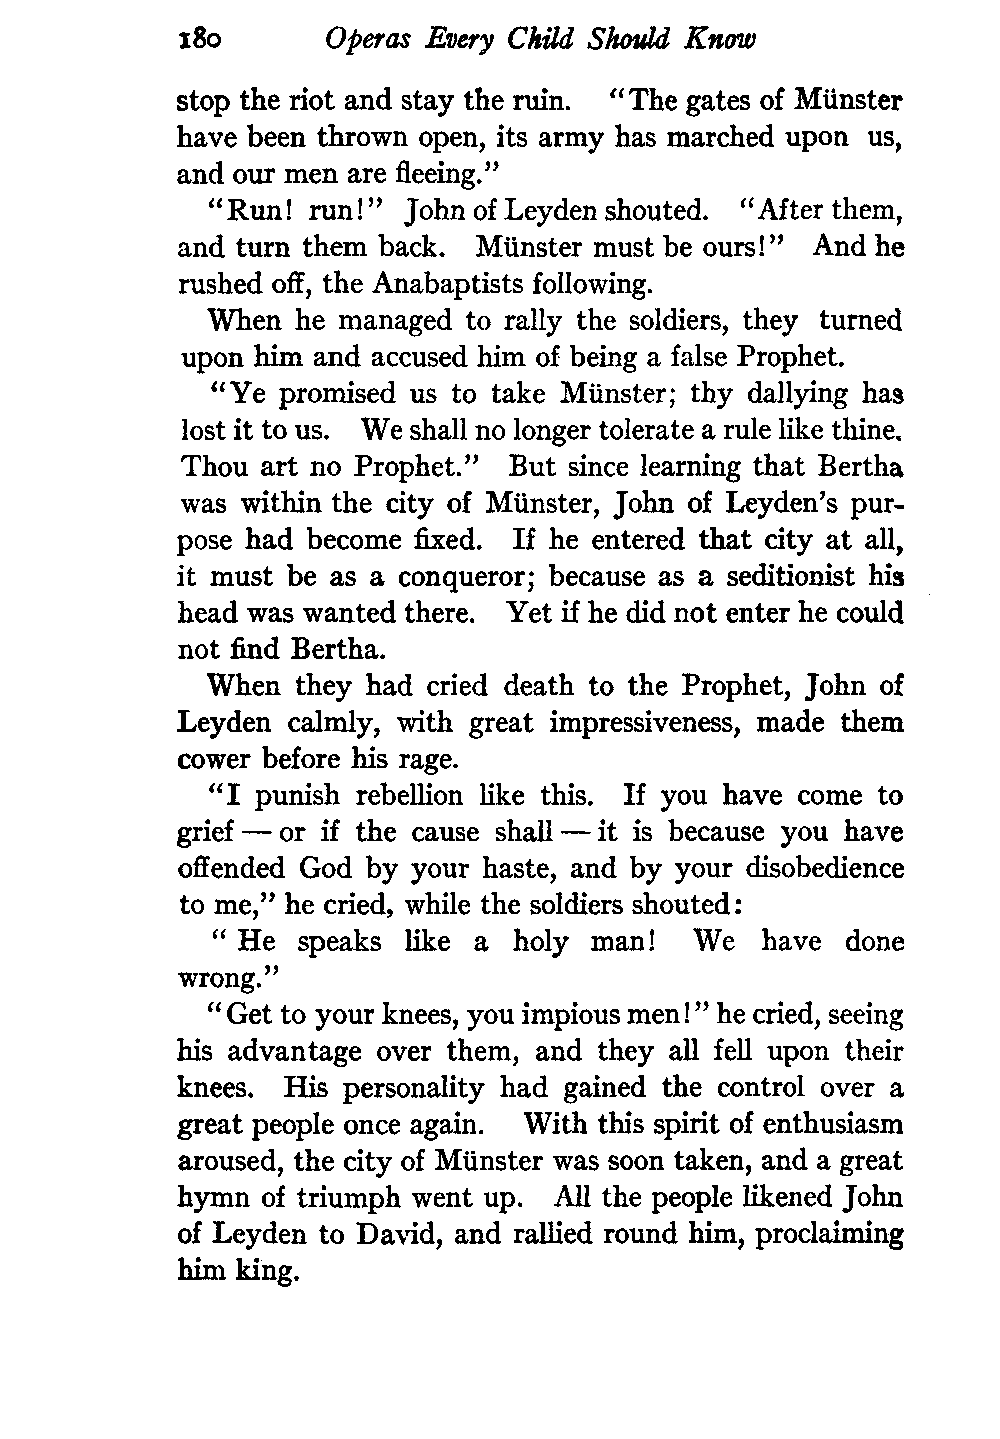 180 Operas Every Child Should Know
stop the riot and stay the ruin. "The gates of Münster
have been thrown open, its army has marched upon us,
and our men are fleeing."
"Run! run!" John of Leyden shouted. "After them,
and turn them back. Münster must be ours!" And he
rushed off, the Anabaptists following.
When he managed to rally the soldiers, they turned
upon him and accused him of being a false Prophet.
"Ye promised us to take Münster; thy dallying has
lost it to us. We shall no longer tolerate a rule like thine.
Thou art no Prophet." But since learning that Bertha
was within the city of Münster, John of Leyden's pur-
pose had become fixed. If he entered that city at all,
it must be as a conqueror; because as a seditionist his
head was wanted there. Yet if he did not enter he could
not find Bertha.
When they had cried death to the Prophet, John of
Leyden calmly, with great impressiveness, made them
cower before his rage.
"I punish rebellion like this. If you have come to
grief — or if the cause shall — it is because you have
offended God by your haste, and by your disobedience
to me," he cried, while the soldiers shouted:
" He speaks like a holy man! We have done
wrong."
"Get to your knees, you impious men!" he cried, seeing
his advantage over them, and they all fell upon their
knees. His personality had gained the control over a
great people once again. With this spirit of enthusiasm
aroused, the city of Münster was soon taken, and a great
hymn of triumph went up. All the people likened John
of Leyden to David, and rallied round him, proclaiming
him king.